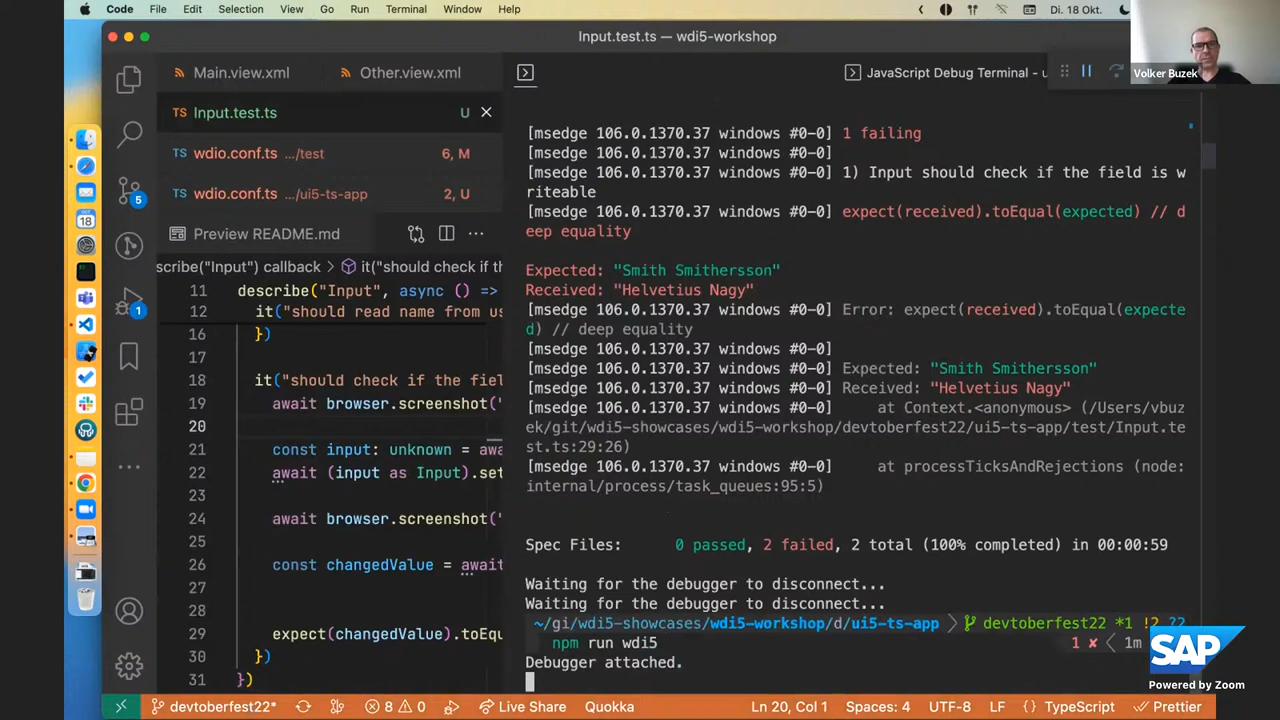 Code File Edit Selection View Go Run Terminal Window Help Di. 18 Okt.
Input.test.ts — wdi5-workshop
Volker Buzek
Main.view.xml
Other.view.xml
JavaScript Debug Terminal - u
TS Input.test.ts U
TS wdio.conf.ts .../test 6, M
TS wdio.conf.ts .../ui5-ts-app 2, U
Preview README.md
scribe("Input") callback > it("should check if th
11 describe("Input", async () =>
12 it("should read name from us
16 })
17
18 it("should check if the fiel
19 await browser.screenshot('
20
21 const input: unknown = awa
22 await (input as Input).set
23
24 await browser.screenshot('
25
26 const changedValue = await
27
28
29 expect(changedValue).toEqu
30 })
31 })
5
18
1
[msedge 106.0.1370.37 windows #0-0] 1 failing
[msedge 106.0.1370.37 windows #0-0]
[msedge 106.0.1370.37 windows #0-0] 1) Input should check if the field is w
riteable
[msedge 106.0.1370.37 windows #0-0] expect(received).toEqual(expected) // d
eep equality
Expected: "Smith Smithersson"
Received: "Helvetius Nagy"
[msedge 106.0.1370.37 windows #0-0] Error: expect(received).toEqual(expecte
d) // deep equality
[msedge 106.0.1370.37 windows #0-0]
[msedge 106.0.1370.37 windows #0-0] Expected: "Smith Smithersson"
[msedge 106.0.1370.37 windows #0-0] Received: "Helvetius Nagy"
[msedge 106.0.1370.37 windows #0-0] at Context.<anonymous> (/Users/vbuz
ek/git/wdi5-showcases/wdi5-workshop/devtoberfest22/ui5-ts-app/test/Input.te
st.ts:29:26)
[msedge 106.0.1370.37 windows #0-0] at processTicksAndRejections (node:
internal/process/task_queues:95:5)
Spec Files: 0 passed, 2 failed, 2 total (100% completed) in 00:00:59
Waiting for the debugger to disconnect...
Waiting for the debugger to disconnect...
~/gi/wdi5-showcases/wdi5-workshop/d/ui5-ts-app devtoberfest22 *1 !2 ?2
npm run wdi5 1 ✘ 1m
Debugger attached.
SAP
Powered by Zoom
devtoberfest22* 8 0 Live Share Quokka Ln 20, Col 1 Spaces: 4 UTF-8 LF {} TypeScript Prettier